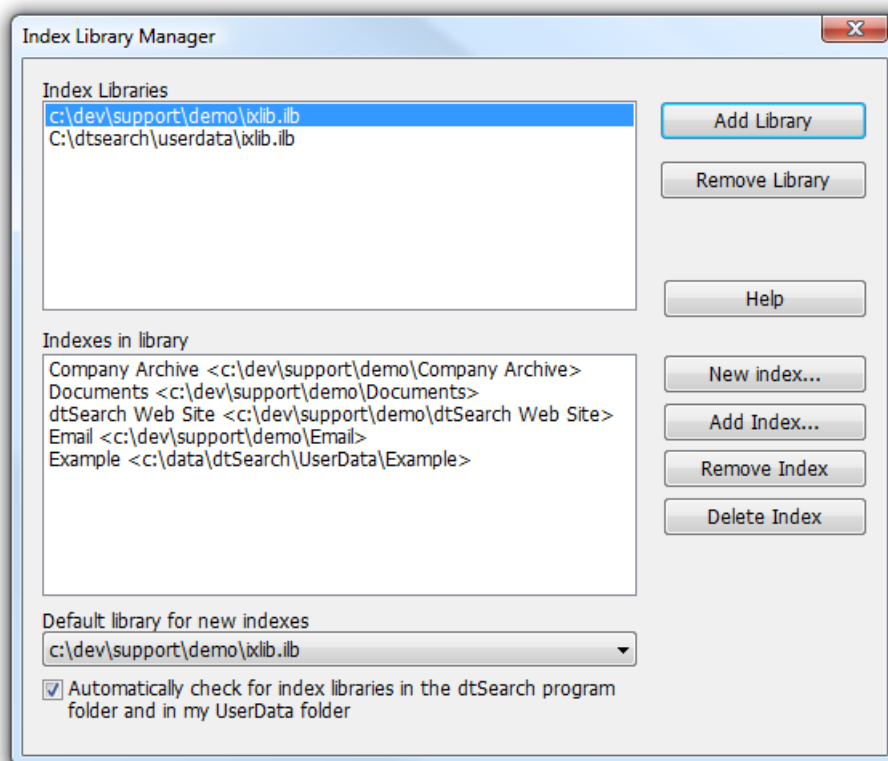 Index Library Manager
Index Libraries
c:\dev\support\demo\ixlib.ilb
C:\dtsearch\userdata\ixlib.ilb
Add Library
Remove Library
Help
Indexes in library
Company Archive <c:\dev\support\demo\Company Archive>
Documents <c:\dev\support\demo\Documents>
dtSearch Web Site <c:\dev\support\demo\dtSearch Web Site>
Email <c:\dev\support\demo\Email>
Example <c:\data\dtSearch\UserData\Example>
New index...
Add Index...
Remove Index
Delete Index
Default library for new indexes
c:\dev\support\demo\ixlib.ilb
Automatically check for index libraries in the dtSearch program
folder and in my UserData folder